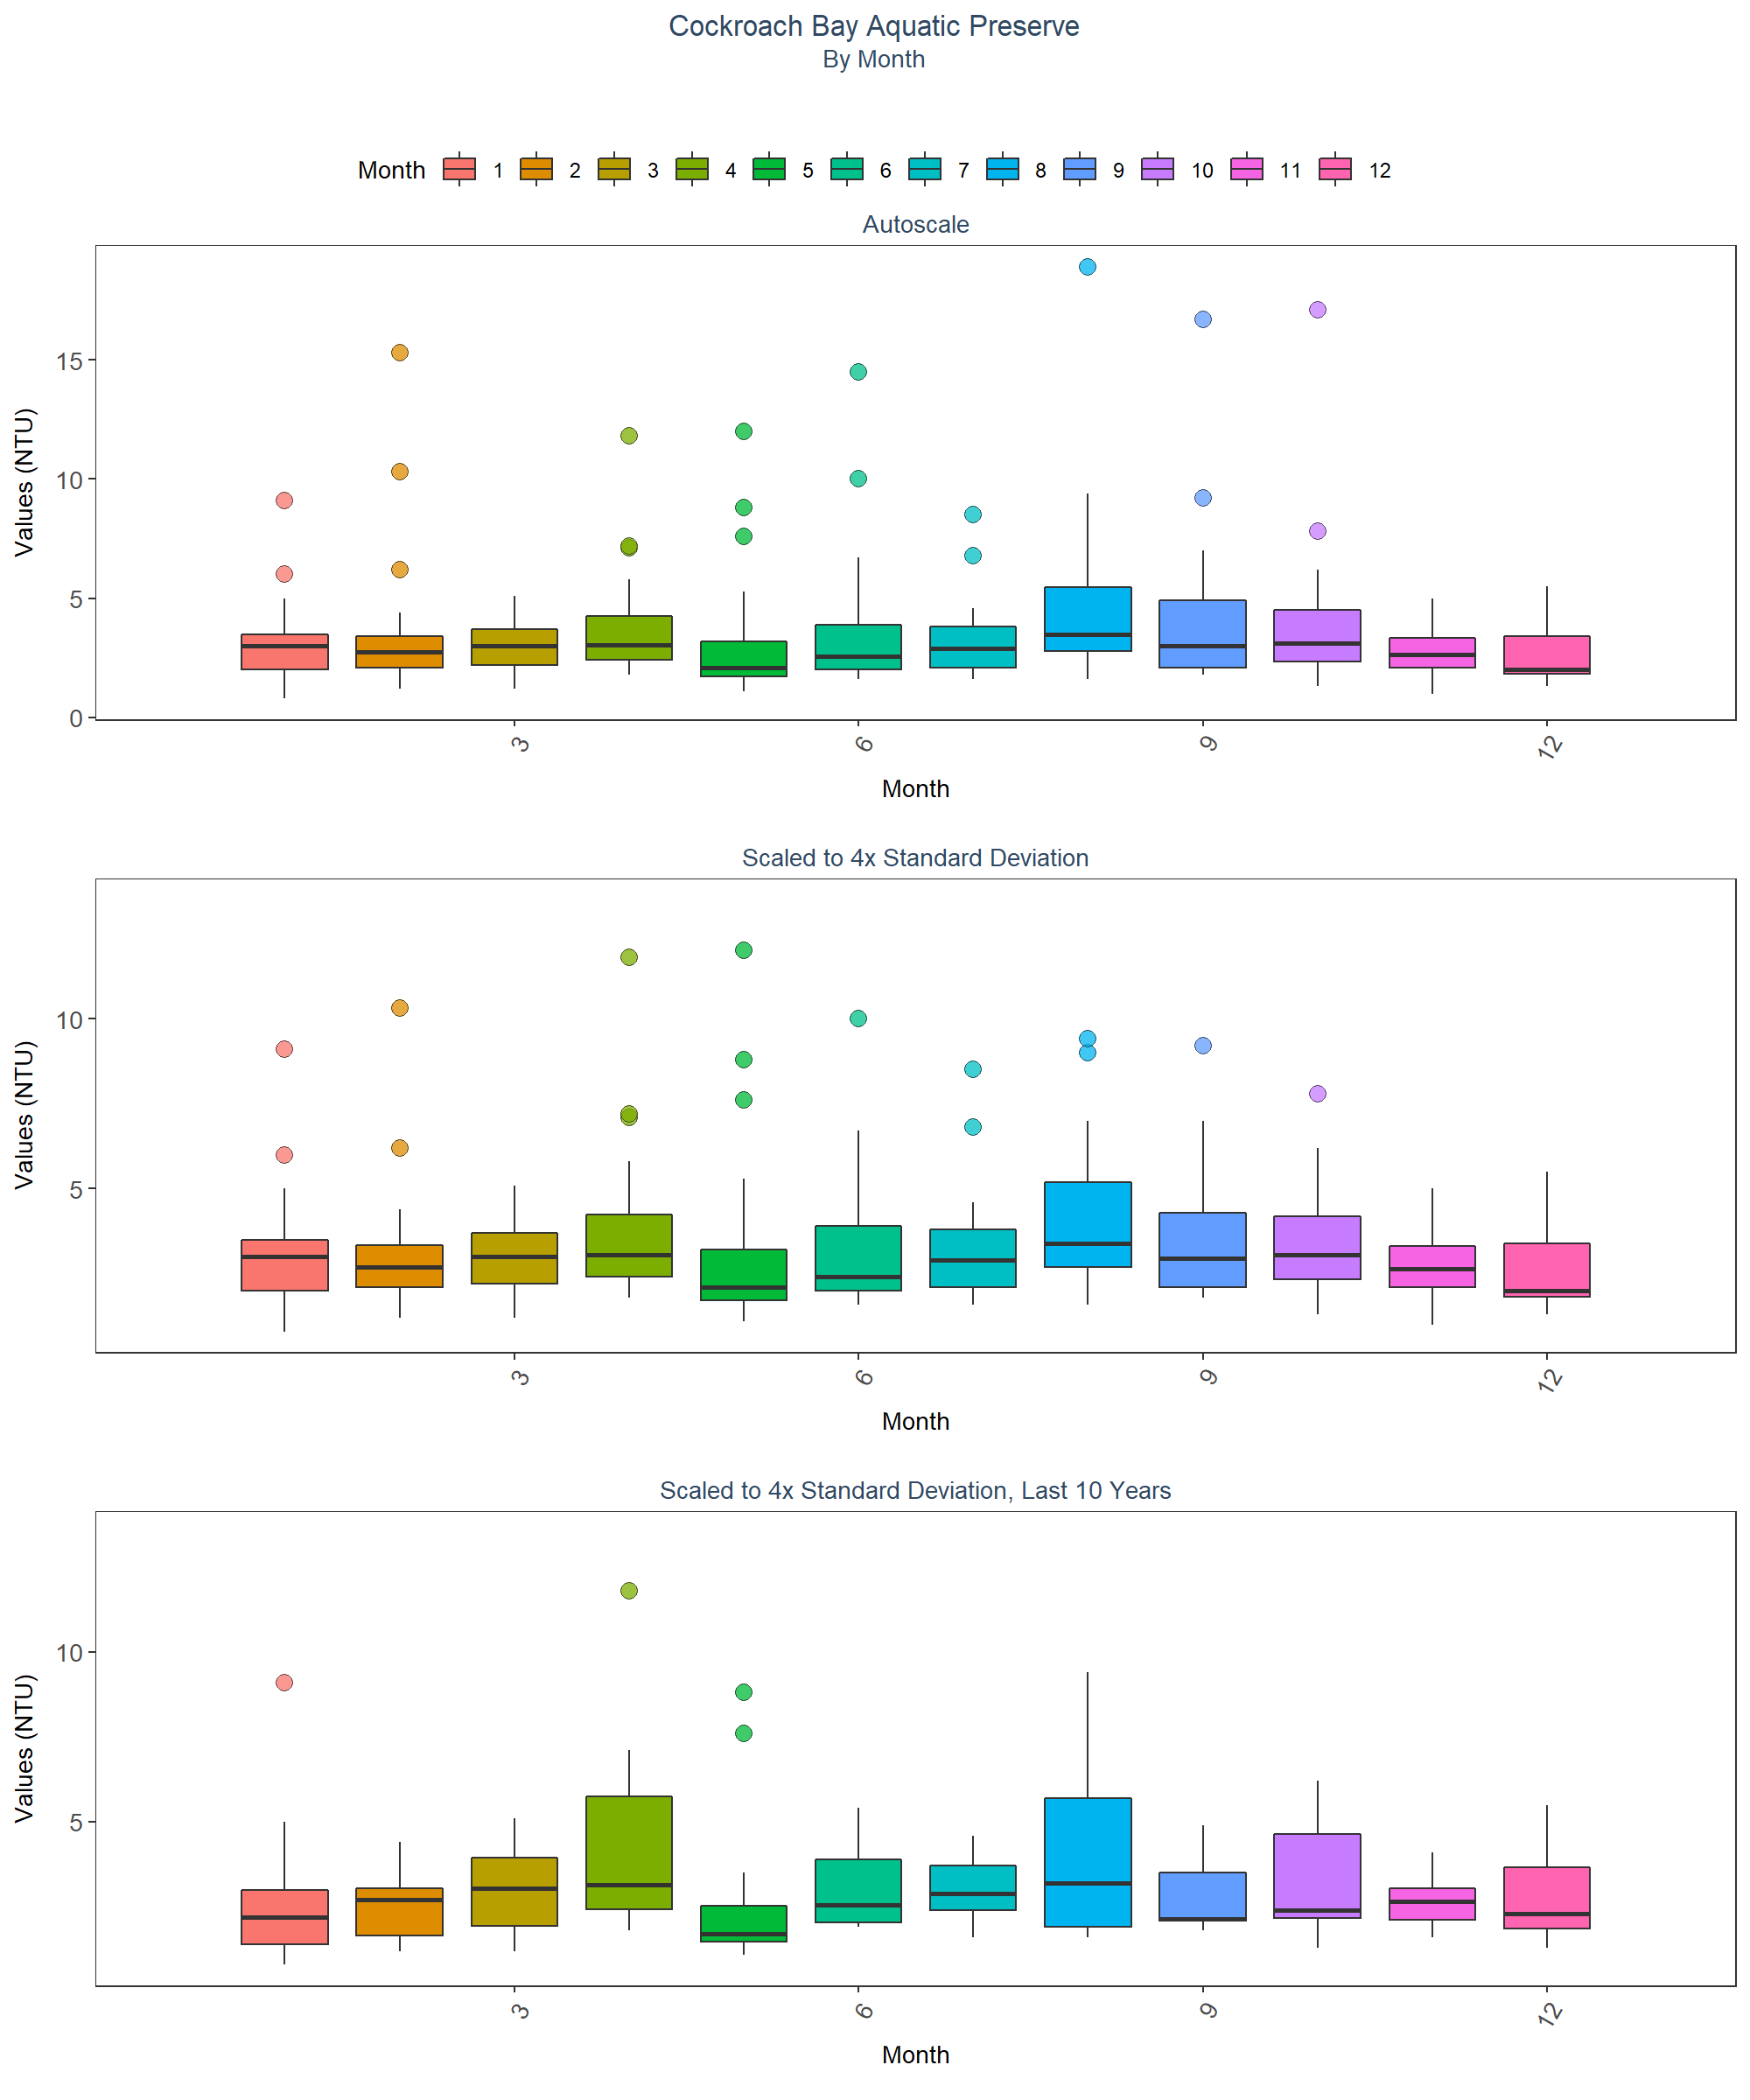 Cockroach Bay Aquatic Preserve
By Month
Month 1 2 3 4 5 6 7 8 9 10 11 12
Autoscale
Values (NTU)
15
10
5
0
3 6 9 12
Month
Scaled to 4x Standard Deviation
Values (NTU)
10
5
3 6 9 12
Month
Scaled to 4x Standard Deviation, Last 10 Years
Values (NTU)
10
5
3 6 9 12
Month